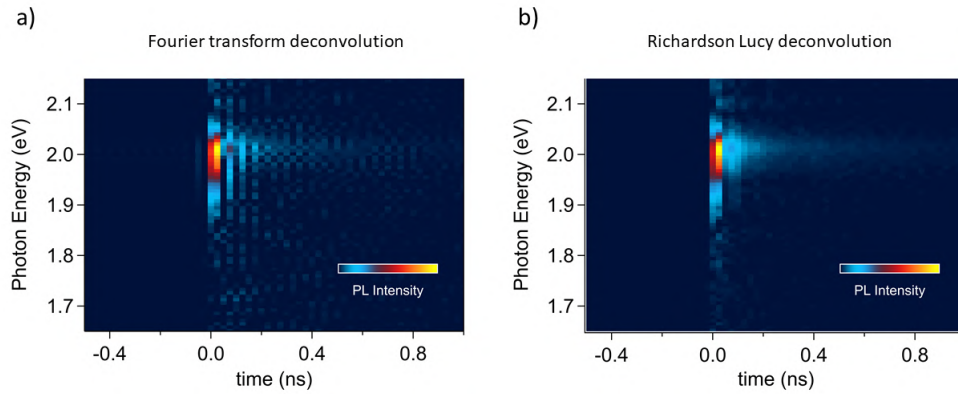 a)
Fourier transform deconvolution
Photon Energy (eV)
2.1
2.0
1.9
1.8
1.7
PL Intensity
-0.4
0.0
0.4
0.8
time (ns)
b)
Richardson Lucy deconvolution
Photon Energy (eV)
2.1
2.0
1.9
1.8
1.7
PL Intensity
-0.4
0.0
0.4
0.8
time (ns)